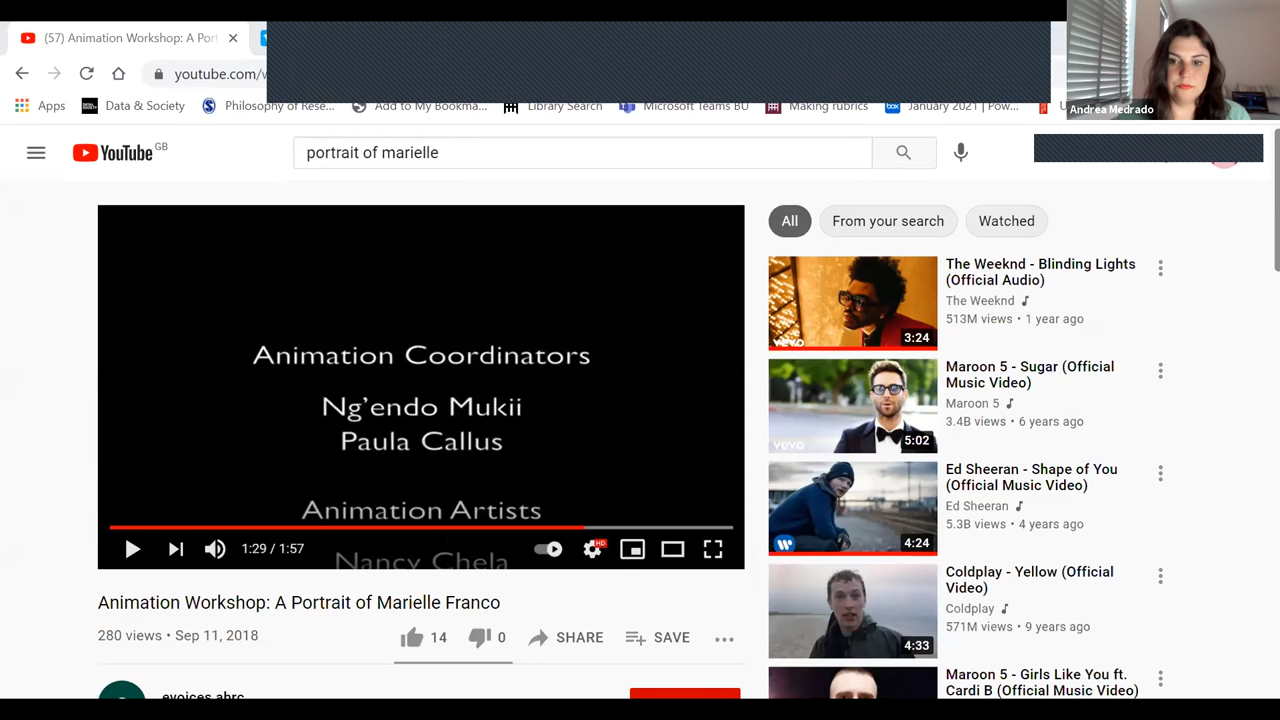 (57) Animation Workshop: A Port
youtube.com/w
Andrea Medrado
Apps
Data & Society
Philosophy of Rese...
Add to My Bookma...
Library Search
Microsoft Teams BU
Making rubrics
January 2021 | Pow...
YouTube GB
portrait of marielle
All
From your search
Watched
Animation Coordinators
Ng'endo Mukii
Paula Callus
Animation Artists
Nancy Chela
1:29 / 1:57
HD
Animation Workshop: A Portrait of Marielle Franco
280 views • Sep 11, 2018
14
0
SHARE
SAVE
evoices ahrc
vevo
3:24
The Weeknd - Blinding Lights
(Official Audio)
The Weeknd
513M views • 1 year ago
vevo
5:02
Maroon 5 - Sugar (Official
Music Video)
Maroon 5
3.4B views • 6 years ago
4:24
Ed Sheeran - Shape of You
(Official Music Video)
Ed Sheeran
5.3B views • 4 years ago
4:33
Coldplay - Yellow (Official
Video)
Coldplay
571M views • 9 years ago
Maroon 5 - Girls Like You ft.
Cardi B (Official Music Video)